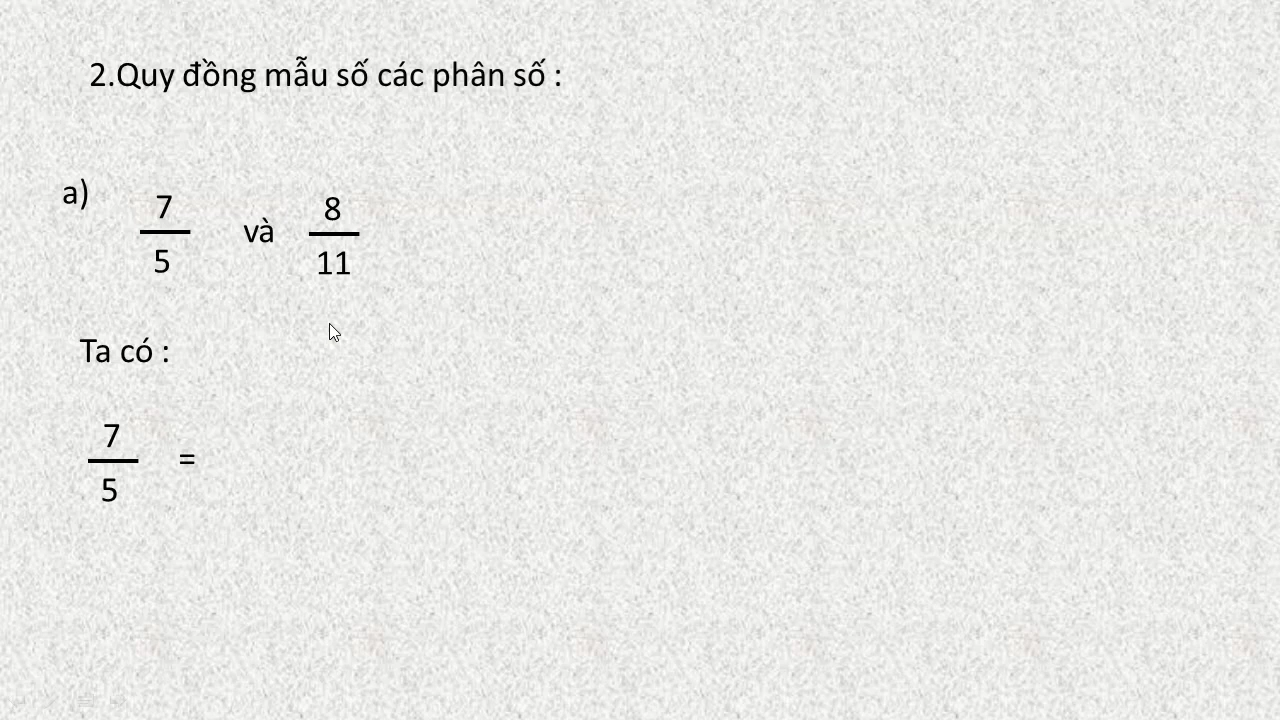 2.Quy đồng mẫu số các phân số :
a) 7/5 và 8/11
Ta có :
7/5 =